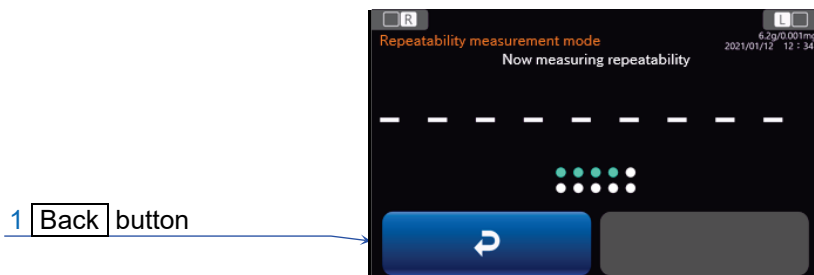 R
L
Repeatability measurement mode
6.2g/0.001mg
2021/01/12 12:34
Now measuring repeatability
– – – – – – – – –
1 Back button